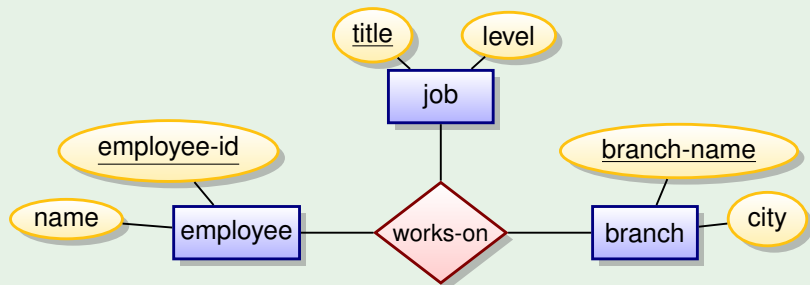 title
level
job
employee-id
branch-name
name
employee
works-on
branch
city